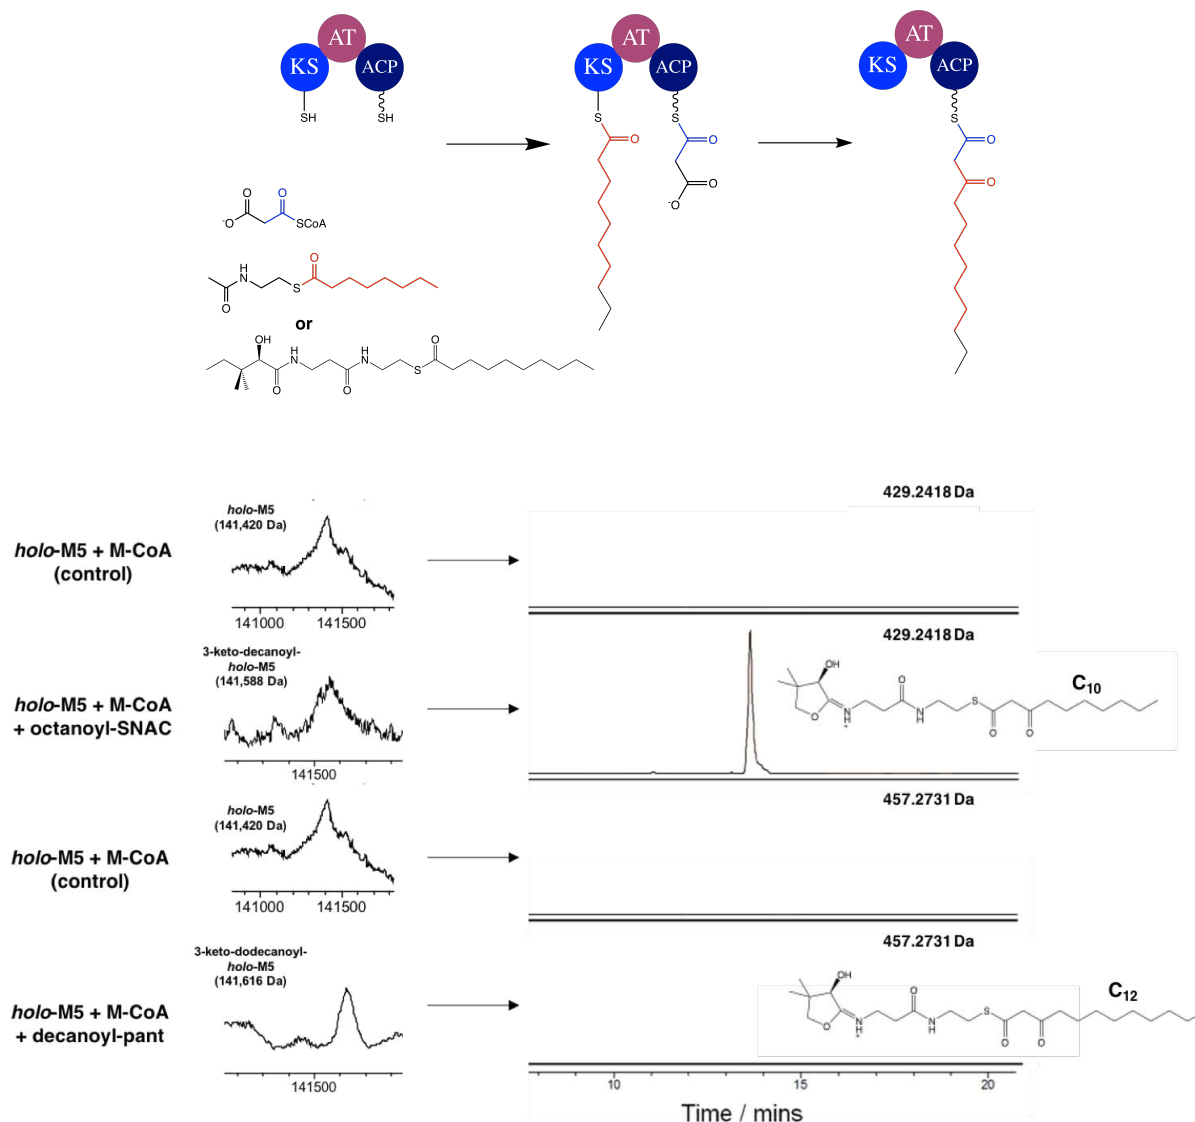 AT
KS
ACP
SH
SH
AT
KS
ACP
S
O
S
O
O
-O
AT
KS
ACP
S
O
O
O
O
-O
SCoA
H
N
O
S
O
or
OH
H
N
O
H
N
O
S
O
holo-M5 + M-CoA
(control)
holo-M5
(141,420 Da)
141000 141500
429.2418 Da
holo-M5 + M-CoA
+ octanoyl-SNAC
3-keto-decanoyl-
holo-M5
(141,588 Da)
141500
429.2418 Da
OH
O
N
H
+
O
N
H
S
O
O
C10
holo-M5 + M-CoA
(control)
holo-M5
(141,420 Da)
141000 141500
457.2731 Da
holo-M5 + M-CoA
+ decanoyl-pant
3-keto-dodecanoyl-
holo-M5
(141,616 Da)
141500
457.2731 Da
OH
O
N
H
+
O
N
H
S
O
O
C12
10 15 20
Time / mins